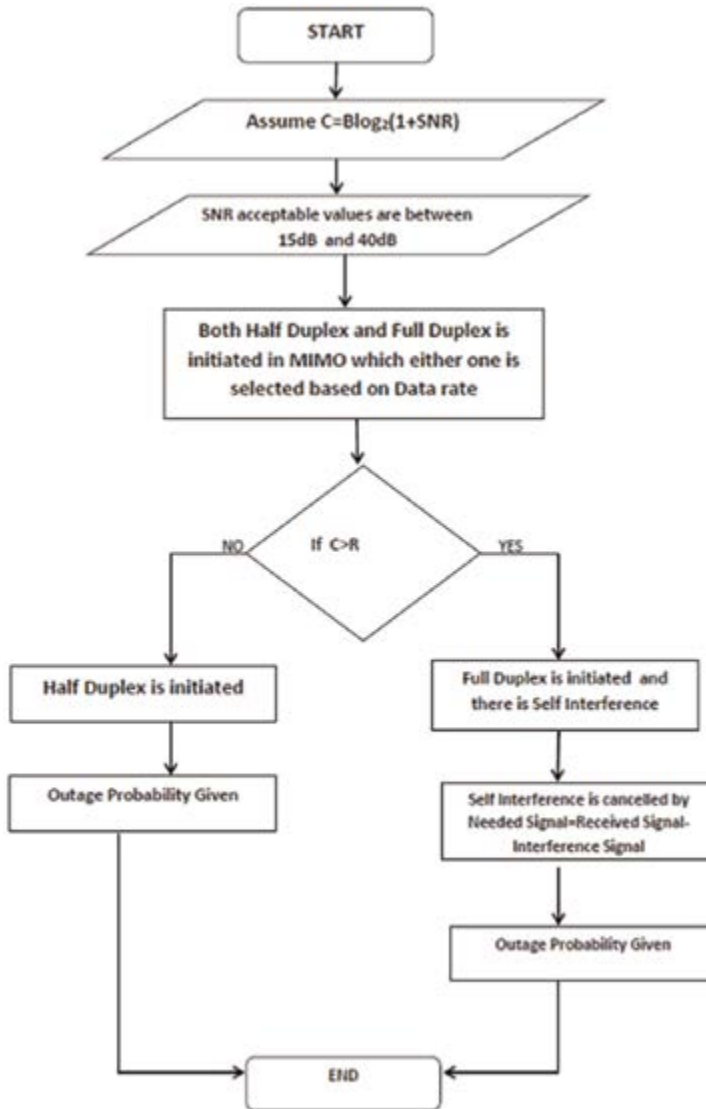 START
Assume C=Blog₂(1+SNR)
SNR acceptable values are between
15dB and 40dB
Both Half Duplex and Full Duplex is
initiated in MIMO which either one is
selected based on Data rate
If C>R
NO
YES
Half Duplex is initiated
Outage Probability Given
Full Duplex is initiated and
there is Self Interference
Self Interference is cancelled by
Needed Signal=Received Signal-
Interference Signal
Outage Probability Given
END